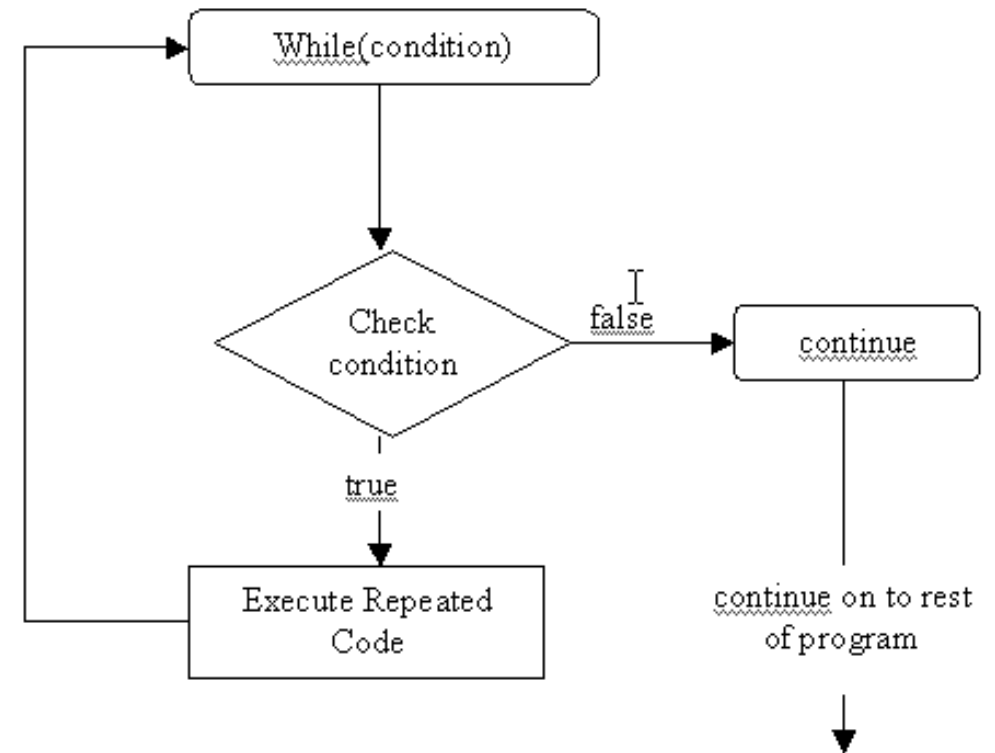 While(condition)
Check
condition
false
continue
true
Execute Repeated
Code
continue on to rest
of program